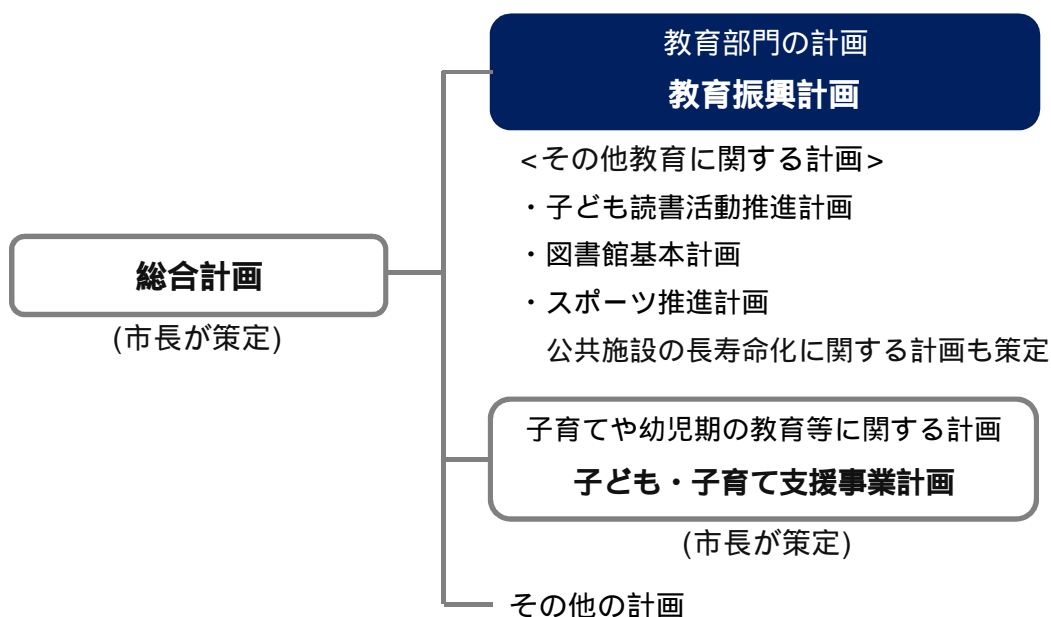 教育部門の計画
教育振興計画
<その他教育に関する計画>
・子ども読書活動推進計画
・図書館基本計画
・スポーツ推進計画
公共施設の長寿命化に関する計画も策定
総合計画
(市長が策定)
子育てや幼児期の教育等に関する計画
子ども・子育て支援事業計画
(市長が策定)
その他の計画